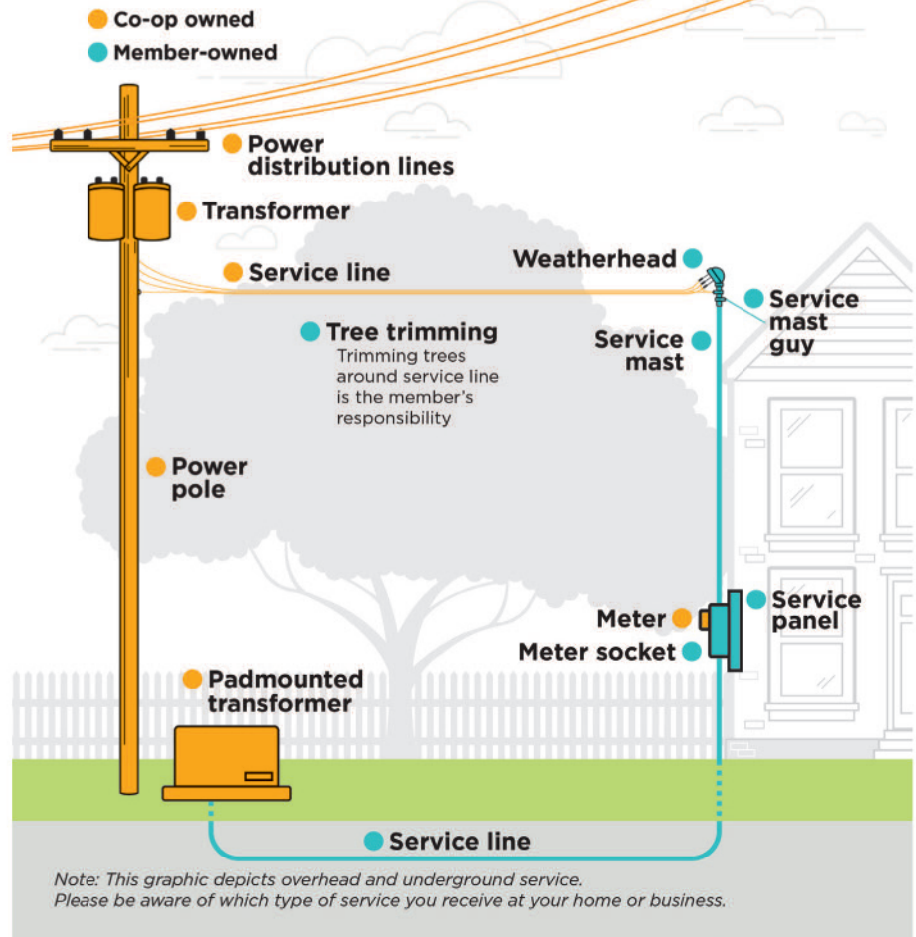 Co-op owned
Member-owned
Power
distribution lines
Transformer
Service line
Weatherhead
Service
mast
guy
Tree trimming
Trimming trees
around service line
is the member's
responsibility
Service
mast
Power
pole
Service
panel
Meter
Meter socket
Padmounted
transformer
Service line
Note: This graphic depicts overhead and underground service.
Please be aware of which type of service you receive at your home or business.